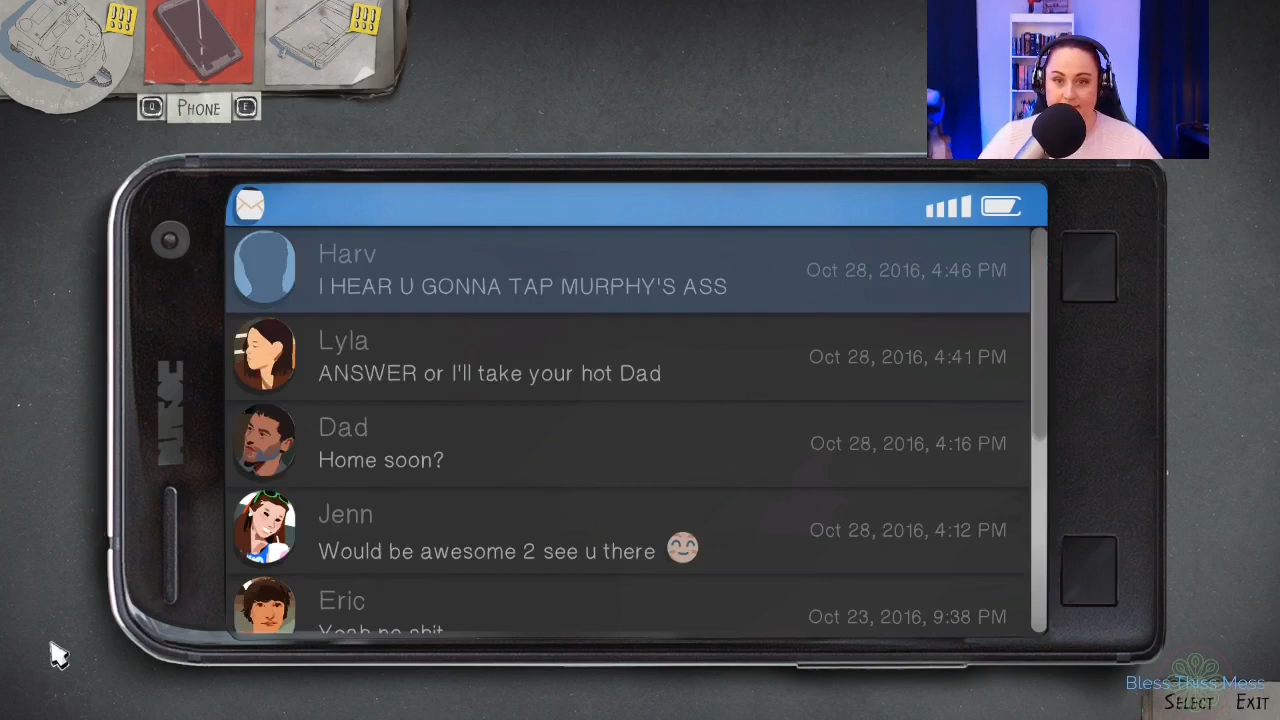 Q PHONE E
Harv
I HEAR U GONNA TAP MURPHY'S ASS
Oct 28, 2016, 4:46 PM
Lyla
ANSWER or I'll take your hot Dad
Oct 28, 2016, 4:41 PM
Dad
Home soon?
Oct 28, 2016, 4:16 PM
Jenn
Would be awesome 2 see u there
Oct 28, 2016, 4:12 PM
Eric
Yeah no shit
Oct 23, 2016, 9:38 PM
Bless Thiss Mess
SELECT EXIT